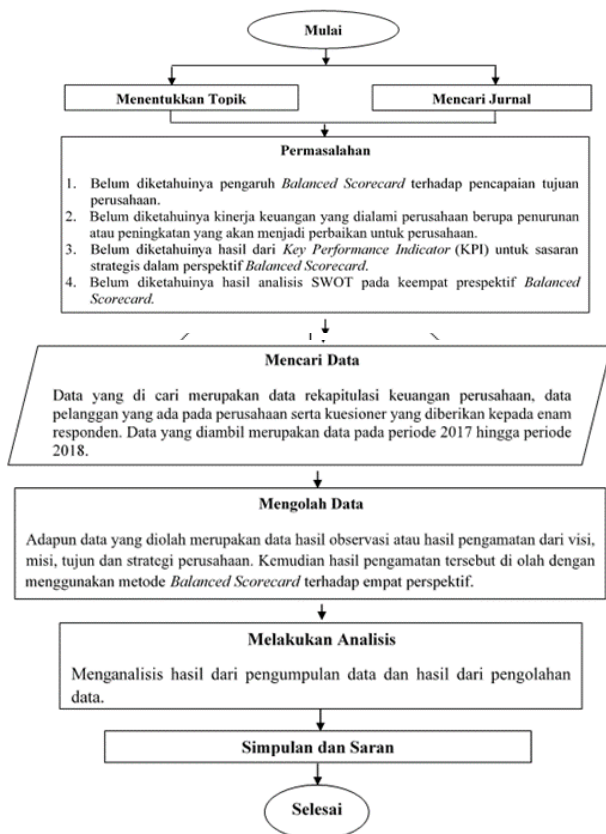 Mulai
Menentukkan Topik
Mencari Jurnal
Permasalahan
1. Belum diketahuinya pengaruh Balanced Scorecard terhadap pencapaian tujuan
perusahaan.
2. Belum diketahuinya kinerja keuangan yang dialami perusahaan berupa penurunan
atau peningkatan yang akan menjadi perbaikan untuk perusahaan.
3. Belum diketahuinya hasil dari Key Performance Indicator (KPI) untuk sasaran
strategis dalam perspektif Balanced Scorecard.
4. Belum diketahuinya hasil analisis SWOT pada keempat prespektif Balanced
Scorecard.
Mencari Data
Data yang di cari merupakan data rekapitulasi keuangan perusahaan, data
pelanggan yang ada pada perusahaan serta kuesioner yang diberikan kepada enam
responden. Data yang diambil merupakan data pada periode 2017 hingga periode
2018.
Mengolah Data
Adapun data yang diolah merupakan data hasil observasi atau hasil pengamatan dari visi,
misi, tujun dan strategi perusahaan. Kemudian hasil pengamatan tersebut di olah dengan
menggunakan metode Balanced Scorecard terhadap empat perspektif.
Melakukan Analisis
Menganalisis hasil dari pengumpulan data dan hasil dari pengolahan
data.
Simpulan dan Saran
Selesai